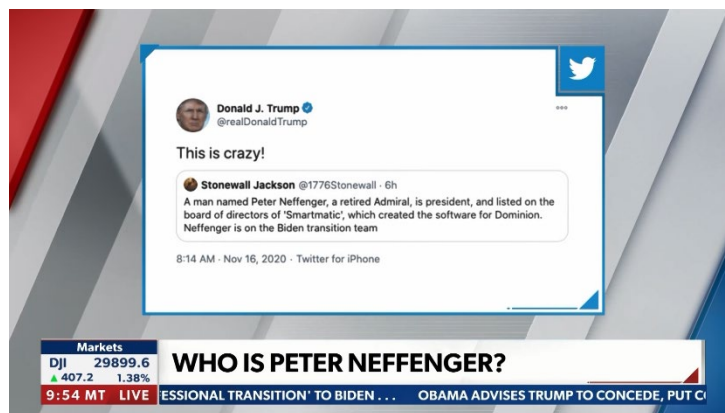 Donald J. Trump
@realDonaldTrump
This is crazy!
Stonewall Jackson @1776Stonewall · 6h
A man named Peter Neffenger, a retired Admiral, is president, and listed on the
board of directors of 'Smartmatic', which created the software for Dominion.
Neffenger is on the Biden transition team
8:14 AM · Nov 16, 2020 · Twitter for iPhone
Markets
DJI 29899.6
▲ 407.2 1.38%
WHO IS PETER NEFFENGER?
9:54 MT LIVE
ESSIONAL TRANSITION' TO BIDEN . . . OBAMA ADVISES TRUMP TO CONCEDE, PUT